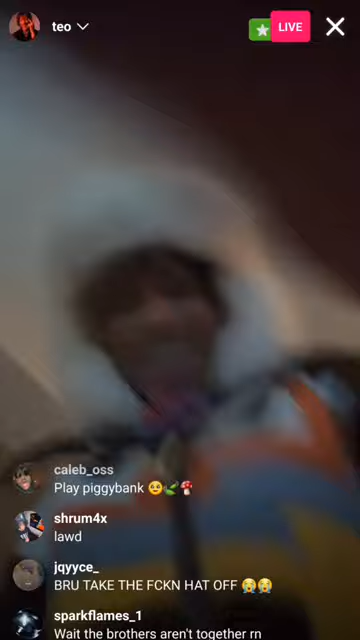 teo
LIVE
caleb_oss
Play piggybank 🥺🌶🍄
shrum4x
lawd
jqyyce_
BRU TAKE THE FCKN HAT OFF 😭😭
sparkflames_1
Wait the brothers aren't together rn